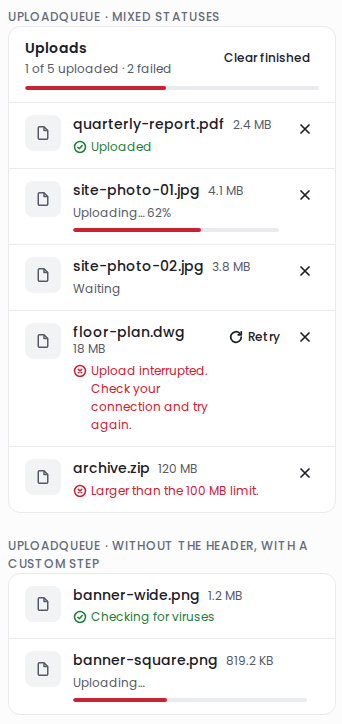 UPLOADQUEUE · MIXED STATUSES
Uploads
1 of 5 uploaded · 2 failed
Clear finished
quarterly-report.pdf 2.4 MB
Uploaded
site-photo-01.jpg 4.1 MB
Uploading… 62%
site-photo-02.jpg 3.8 MB
Waiting
floor-plan.dwg
18 MB
Retry
Upload interrupted.
Check your
connection and try
again.
archive.zip 120 MB
Larger than the 100 MB limit.
UPLOADQUEUE · WITHOUT THE HEADER, WITH A
CUSTOM STEP
banner-wide.png 1.2 MB
Checking for viruses
banner-square.png 819.2 KB
Uploading…